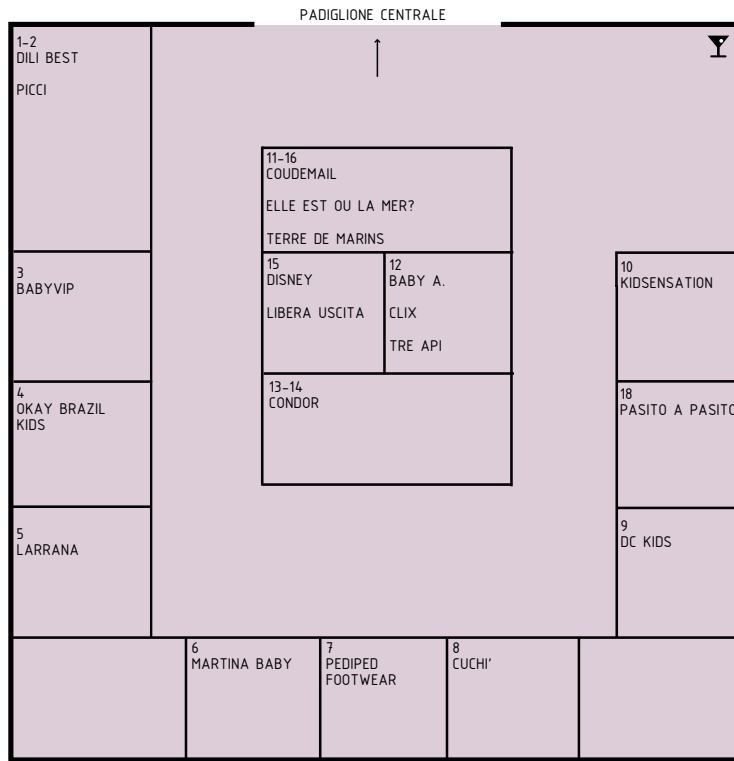 PADIGLIONE CENTRALE
1-2
DILI BEST
PICCI
3
BABYVIP
4
OKAY BRAZIL
KIDS
5
LARRANA
11-16
COUDEMAIL
ELLE EST OU LA MER?
TERRE DE MARINS
15
DISNEY
LIBERA USCITA
12
BABY A.
CLIX
TRE API
13-14
CONDOR
10
KIDSENSATION
18
PASITO A PASITO
9
DC KIDS
6
MARTINA BABY
7
PEDIPED
FOOTWEAR
8
CUCHI'